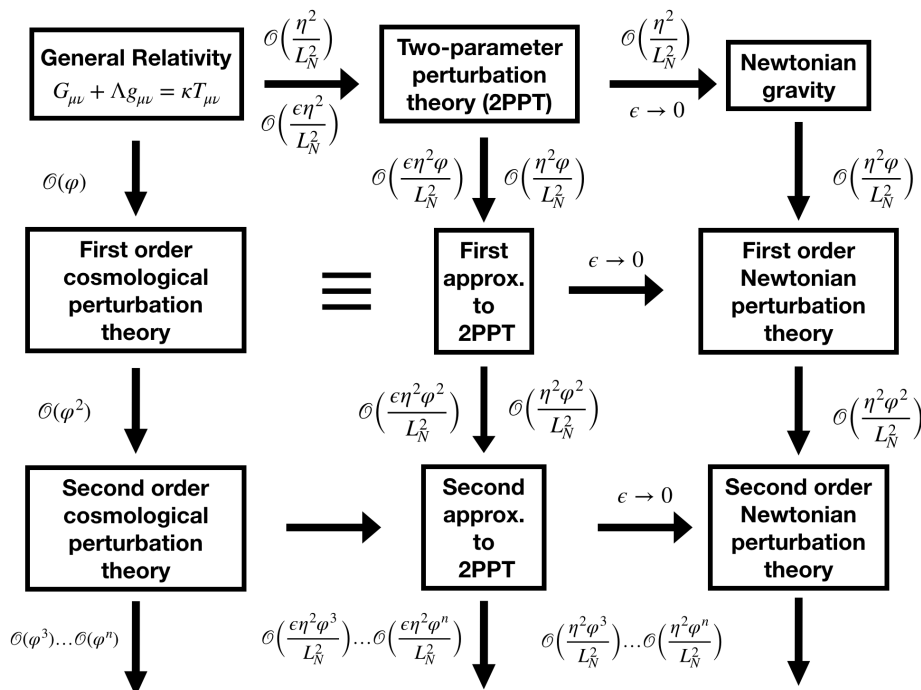 General Relativity
G_{μν} + Λg_{μν} = κT_{μν}
𝒪(η²/L_N²)
𝒪(εη²/L_N²)
Two-parameter
perturbation
theory (2PPT)
𝒪(η²/L_N²)
ϵ → 0
Newtonian
gravity
𝒪(φ)
𝒪(ϵη²φ/L_N²) 𝒪(η²φ/L_N²)
𝒪(η²φ/L_N²)
First order
cosmological
perturbation
theory
≡
First
approx.
to
2PPT
ϵ → 0
First order
Newtonian
perturbation
theory
𝒪(φ²)
𝒪(ϵη²φ²/L_N²) 𝒪(η²φ²/L_N²)
𝒪(η²φ²/L_N²)
Second order
cosmological
perturbation
theory
Second
approx.
to
2PPT
ϵ → 0
Second order
Newtonian
perturbation
theory
𝒪(φ³)…𝒪(φⁿ)
𝒪(ϵη²φ³/L_N²)…𝒪(ϵη²φⁿ/L_N²)
𝒪(η²φ³/L_N²)…𝒪(η²φⁿ/L_N²)